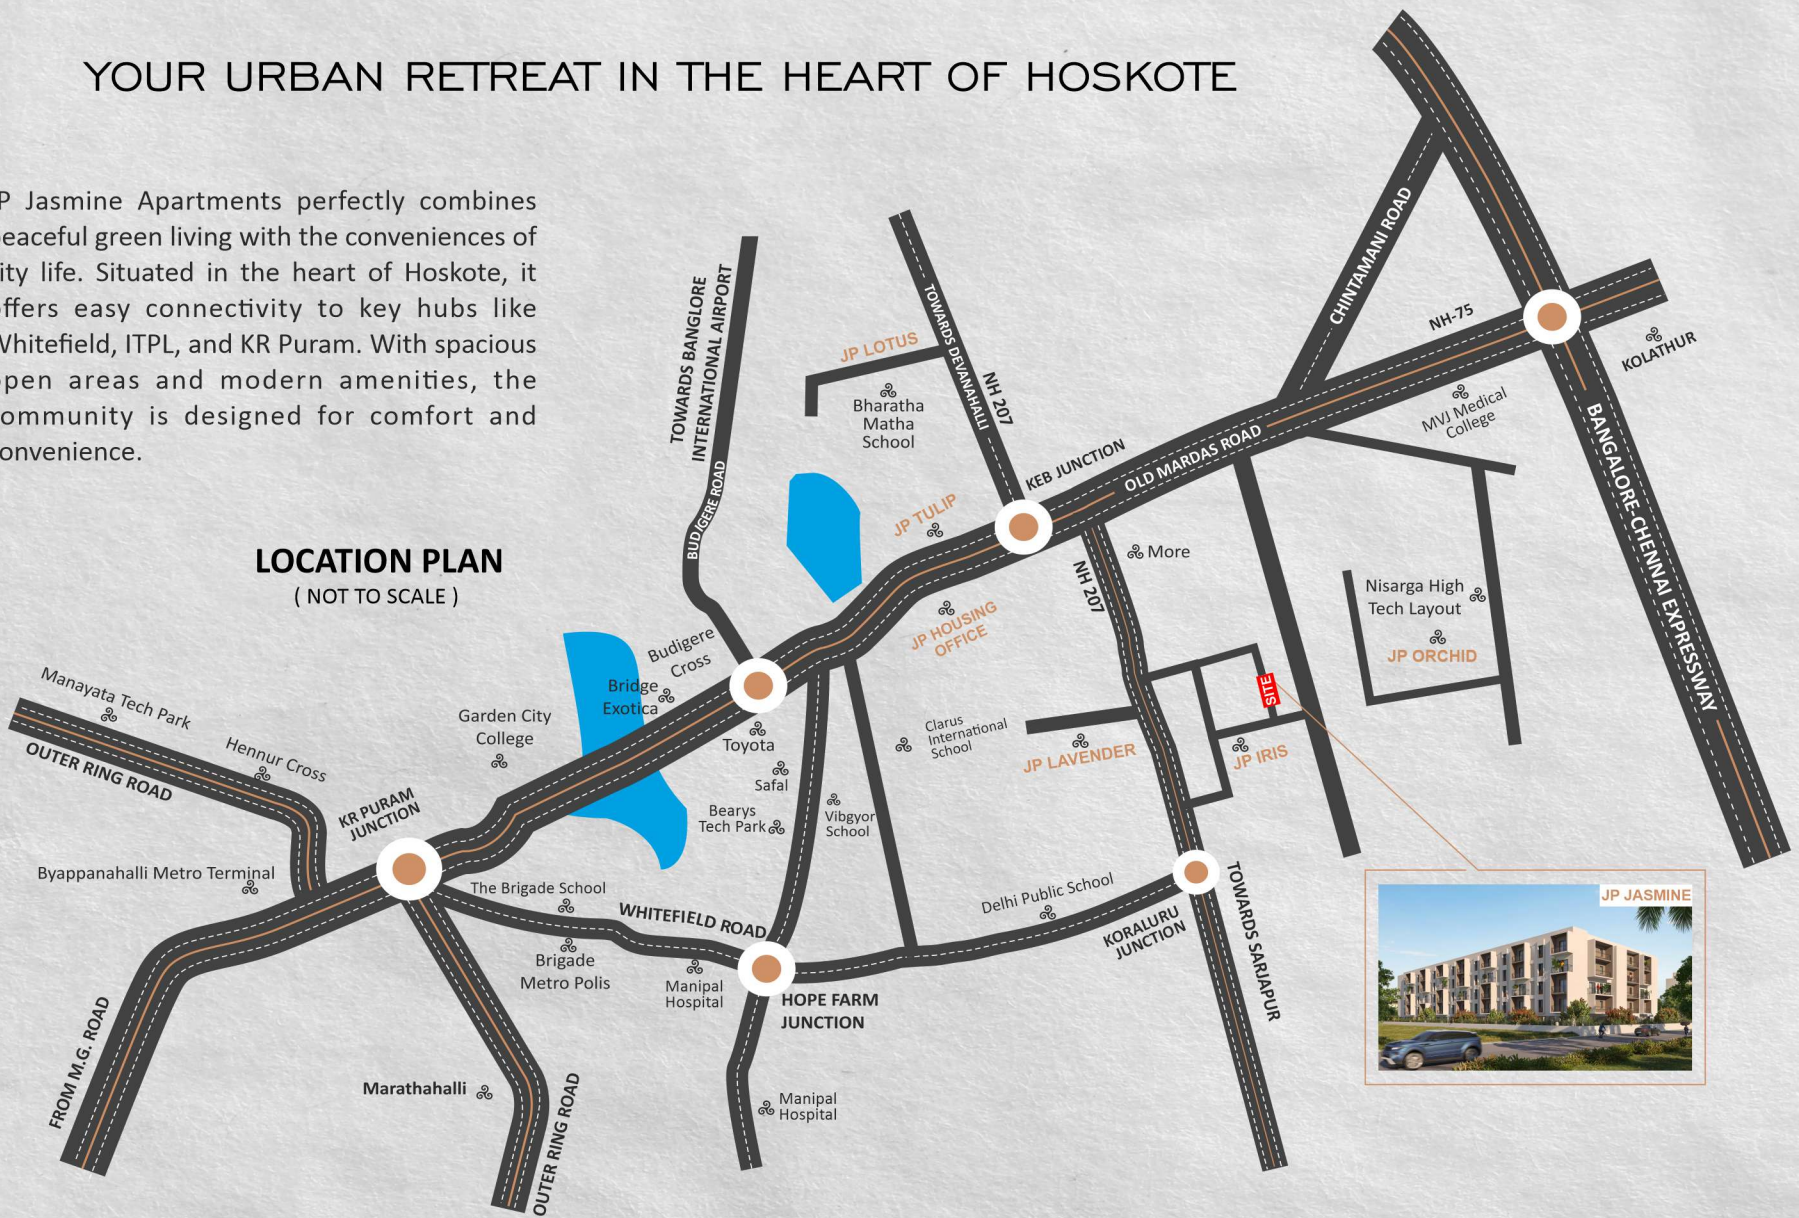 YOUR URBAN RETREAT IN THE HEART OF HOSKOTE
P Jasmine Apartments perfectly combines
eaceful green living with the conveniences of
ity life. Situated in the heart of Hoskote, it
ffers easy connectivity to key hubs like
Whitefield, ITPL, and KR Puram. With spacious
open areas and modern amenities, the
ommunity is designed for comfort and
onvenience.
LOCATION PLAN
( NOT TO SCALE )
TOWARDS BANGLORE
INTERNATIONAL AIRPORT
BUDIGERE ROAD
JP LOTUS
Bharatha
Matha
School
TOWARDS DEVANAHALLI
NH 207
KEB JUNCTION
OLD MARDAS ROAD
CHINTAMANI ROAD
NH-75
KOLATHUR
MVJ Medical
College
BANGALORE-CHENNAI EXPRESSWAY
JP TULIP
JP HOUSING
OFFICE
More
NH 207
Nisarga High
Tech Layout
JP ORCHID
SITE
JP IRIS
JP LAVENDER
Clarus
International
School
Budigere
Cross
Bridge
Exotica
Toyota
Safal
Bearys
Tech Park
Vibgyor
School
Garden City
College
Manayata Tech Park
Hennur Cross
OUTER RING ROAD
KR PURAM
JUNCTION
Byappanahalli Metro Terminal
The Brigade School
WHITEFIELD ROAD
Brigade
Metro Polis
Manipal
Hospital
HOPE FARM
JUNCTION
Delhi Public School
KORALURU
JUNCTION
TOWARDS SARJAPUR
FROM M.G. ROAD
Marathahalli
OUTER RING ROAD
Manipal
Hospital
JP JASMINE